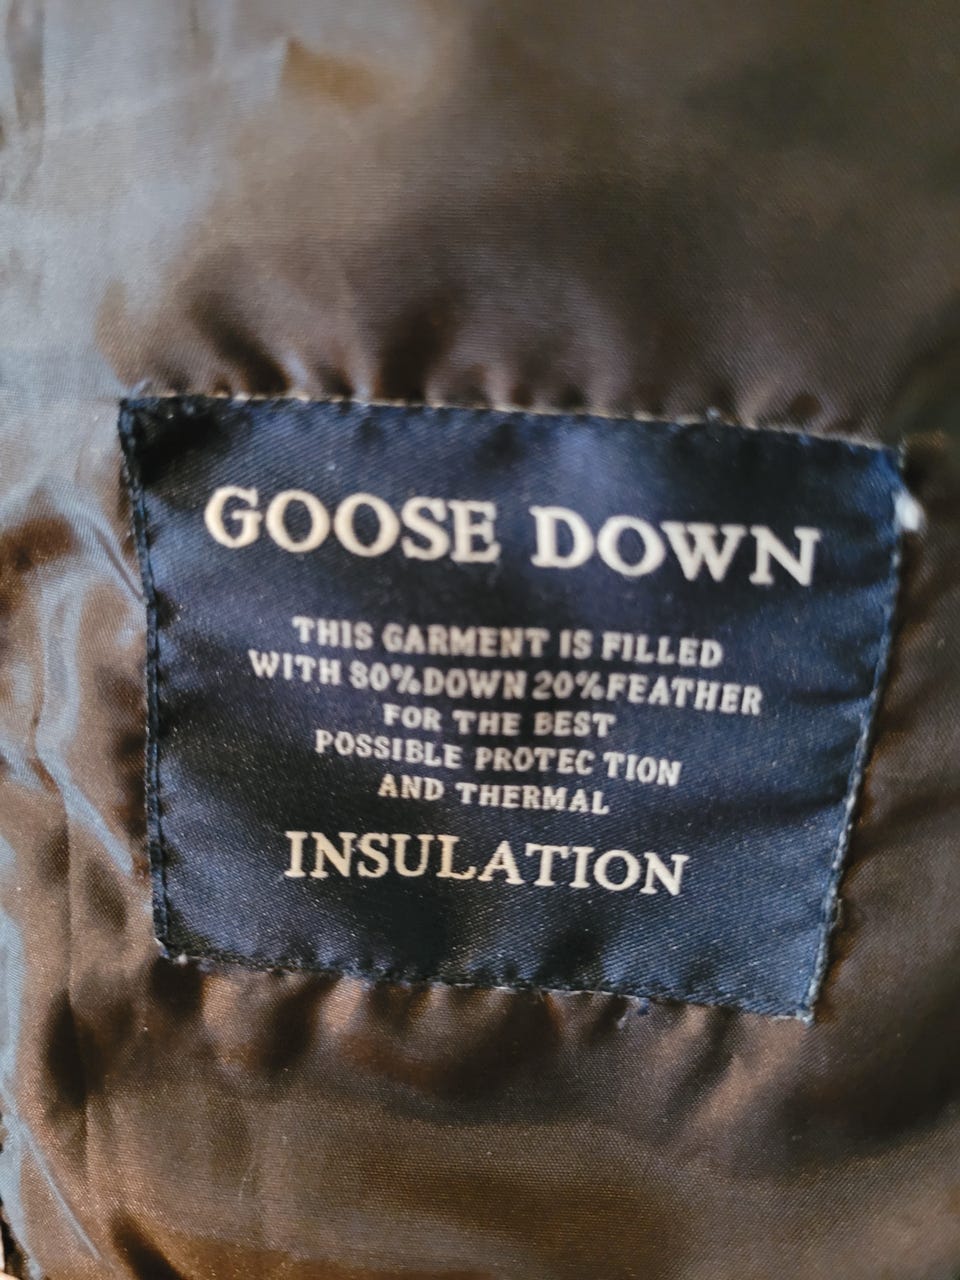 GOOSE DOWN
THIS GARMENT IS FILLED
WITH 80%DOWN 20%FEATHER
FOR THE BEST
POSSIBLE PROTEC TION
AND THERMAL
INSULATION